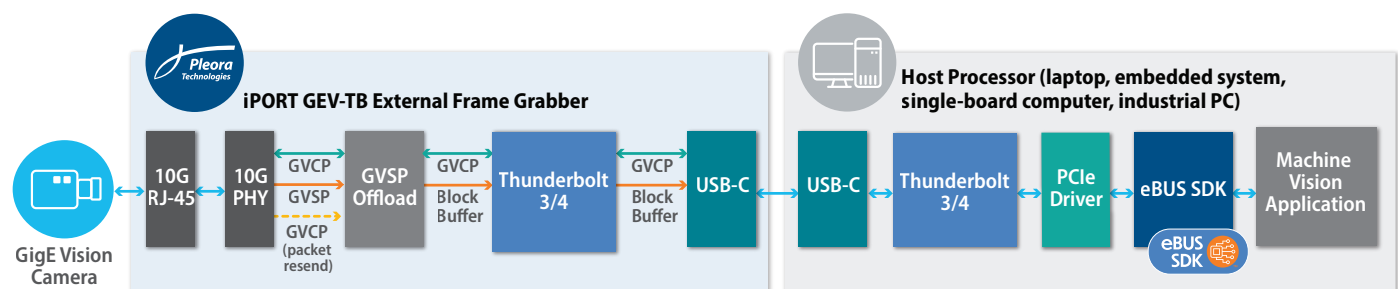 Pleora
Technologies
iPORT GEV-TB External Frame Grabber
Host Processor (laptop, embedded system,
single-board computer, industrial PC)
GigE Vision
Camera
10G
RJ-45
10G
PHY
GVCP
GVSP
GVCP
(packet
resend)
GVSP
Offload
GVCP
Block
Buffer
Thunderbolt
3/4
GVCP
Block
Buffer
USB-C
USB-C
Thunderbolt
3/4
PCIe
Driver
eBUS SDK
eBUS
SDK
Machine
Vision
Application